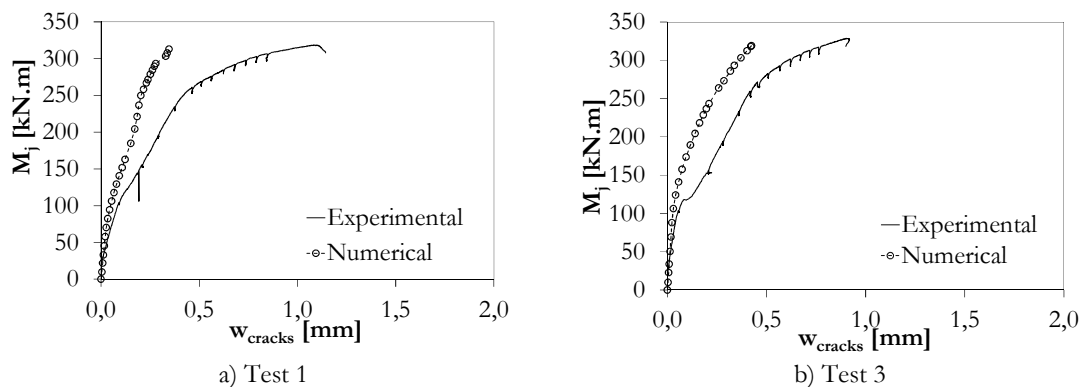 350
300
250
200
150
100
50
0
M_j [kN.m]
Experimental
Numerical
0,0 0,5 1,0 1,5 2,0
w_cracks [mm]
a) Test 1
350
300
250
200
150
100
50
0
M_j [kN.m]
Experimental
Numerical
0,0 0,5 1,0 1,5 2,0
w_cracks [mm]
b) Test 3